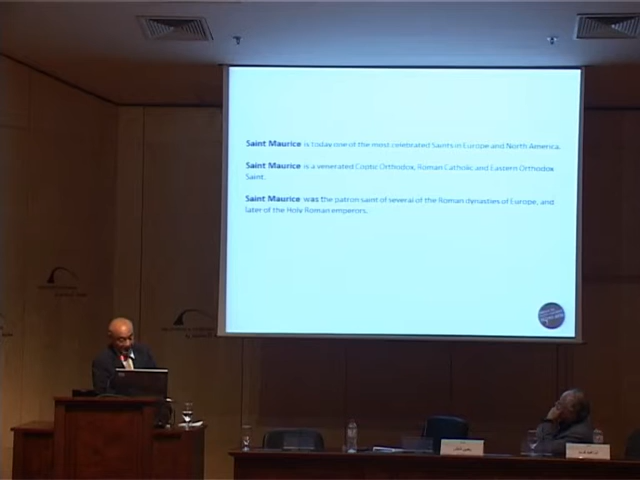 Saint Maurice is today one of the most celebrated Saints in Europe and North America.
Saint Maurice is a venerated Coptic Orthodox, Roman Catholic and Eastern Orthodox
Saint.
Saint Maurice was the patron saint of several of the Roman dynasties of Europe, and
later of the Holy Roman emperors.